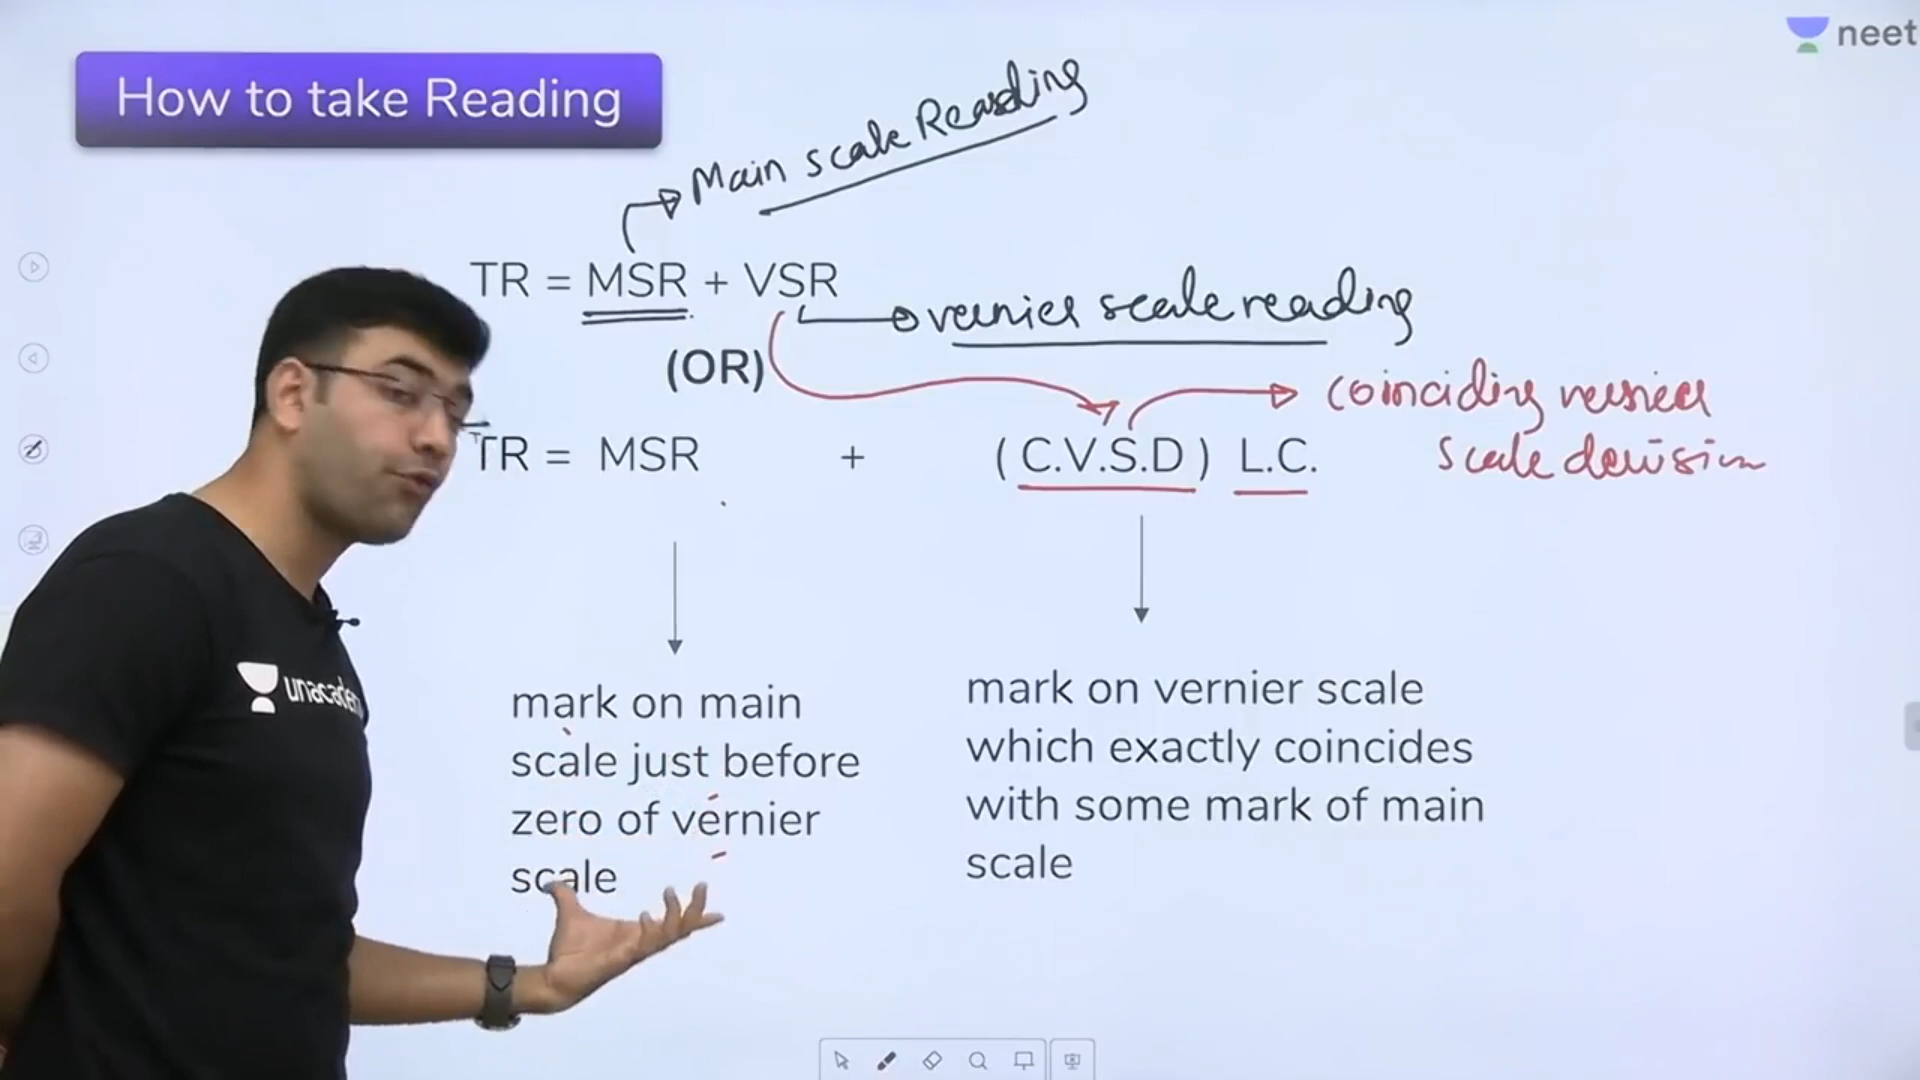 neet
How to take Reading
Main scale Reading
TR = MSR + VSR
vernier scale reading
(OR)
coinciding vernier
TR = MSR + ( C.V.S.D ) L.C.
scale devision
mark on main
scale just before
zero of vernier
scale
mark on vernier scale
which exactly coincides
with some mark of main
scale